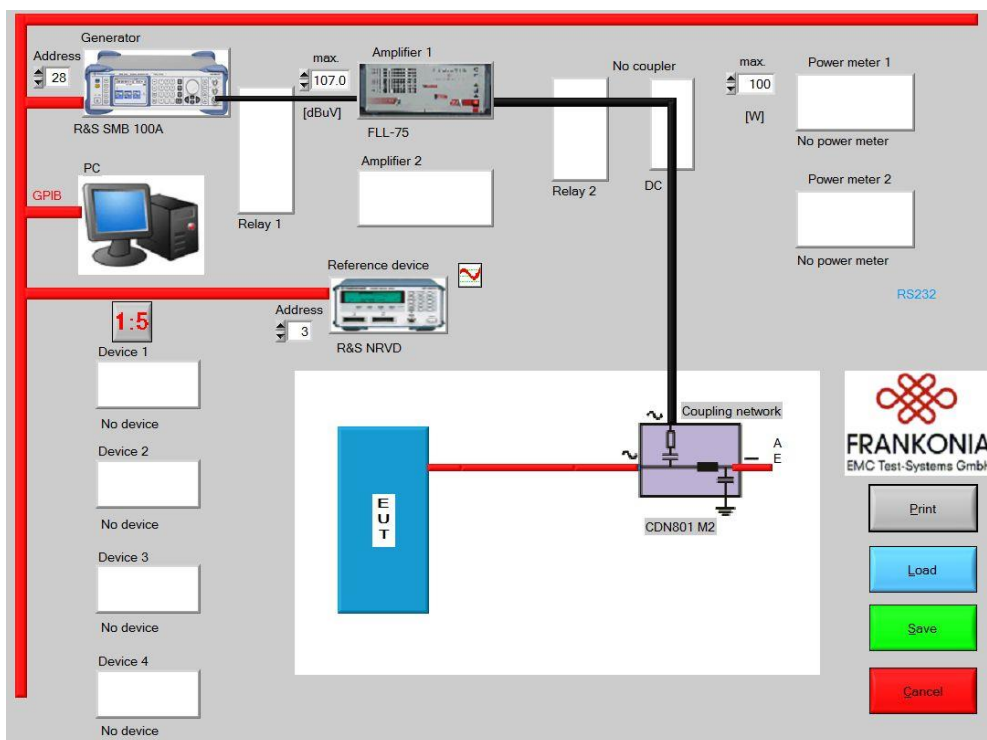 Generator
Address
28
R&S SMB 100A
max.
107.0
[dBuV]
Amplifier 1
FLL-75
No coupler
max.
100
[W]
Power meter 1
No power meter
PC
GPIB
Relay 1
Amplifier 2
Relay 2
DC
Power meter 2
No power meter
RS232
Reference device
Address
3
R&S NRVD
1:5
Device 1
No device
Device 2
No device
Device 3
No device
Device 4
No device
EUT
Coupling network
A
E
CDN801 M2
FRANKONIA
EMC Test-Systems GmbH
Print
Load
Save
Cancel